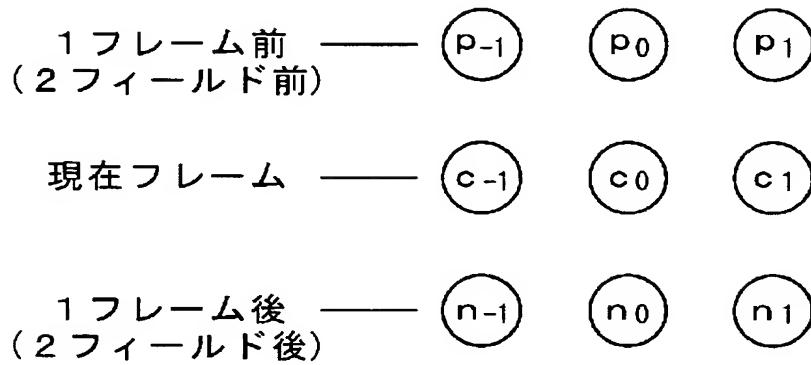 1フレーム前 p-1 p0 p1
(2フィールド前)
現在フレーム c-1 c0 c1
1フレーム後 n-1 n0 n1
(2フィールド後)